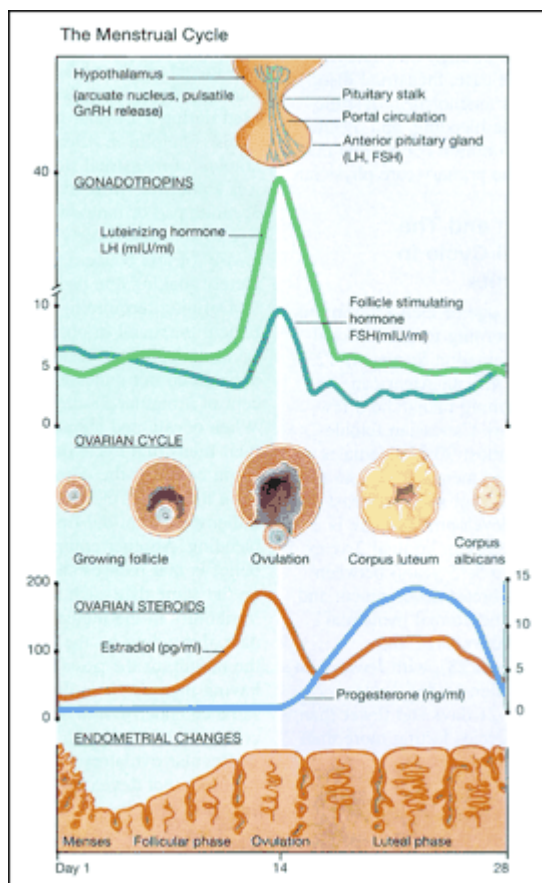 The Menstrual Cycle
Hypothalamus
(arcuate nucleus, pulsatile
GnRH release)
Pituitary stalk
Portal circulation
Anterior pituitary gland
(LH, FSH)
40
GONADOTROPINS
Luteinizing hormone
LH (mIU/ml)
10
Follicle stimulating
hormone
FSH(mIU/ml)
5
0
OVARIAN CYCLE
Growing follicle
Ovulation
Corpus luteum
Corpus
albicans
200
15
OVARIAN STEROIDS
Estradiol (pg/ml)
100
10
5
Progesterone (ng/ml)
0
0
ENDOMETRIAL CHANGES
Menses
Follicular phase
Ovulation
Luteal phase
Day 1
14
28